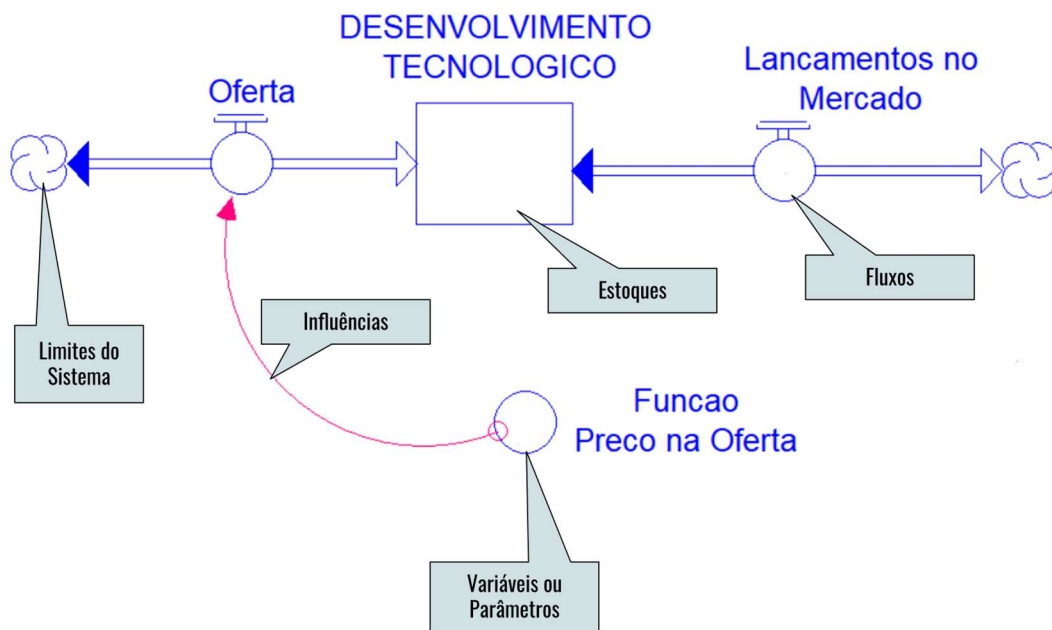 DESENVOLVIMENTO
TECNOLOGICO
Oferta
Lancamentos no
Mercado
Estoques
Fluxos
Influências
Limites do
Sistema
Funcao
Preco na Oferta
Variáveis ou
Parâmetros